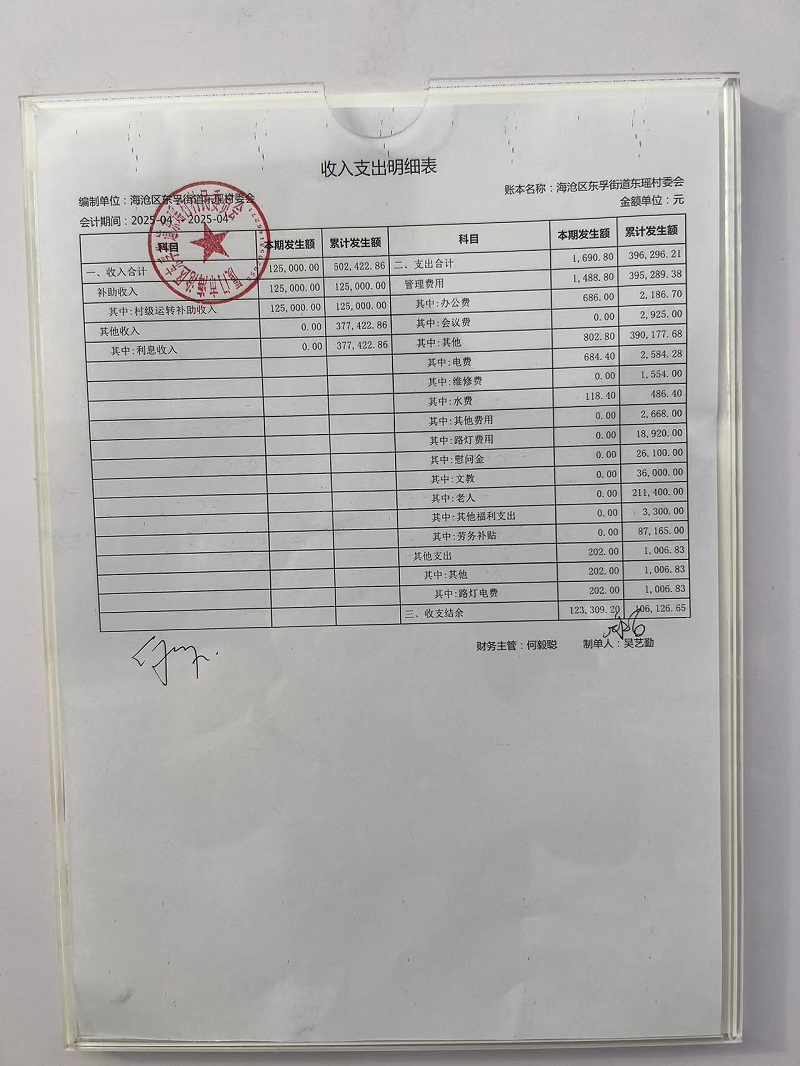 收入支出明细表
编制单位：海沧区东孚街道东瑶村委会 账本名称：海沧区东孚街道东瑶村委会
会计期间：2025-04 - 2025-04 金额单位：元
科目 本期发生额 累计发生额 科目 本期发生额 累计发生额
一、收入合计 125,000.00 502,422.86 二、支出合计 1,690.80 396,296.21
补助收入 125,000.00 125,000.00 管理费用 1,488.80 395,289.38
其中:村级运转补助收入 125,000.00 125,000.00 其中:办公费 686.00 2,186.70
其他收入 0.00 377,422.86 其中:会议费 0.00 2,925.00
其中:利息收入 0.00 377,422.86 其中:其他 802.80 390,177.68
其中:电费 684.40 2,584.28
其中:维修费 0.00 1,554.00
其中:水费 118.40 486.40
其中:其他费用 0.00 2,668.00
其中:路灯费用 0.00 18,920.00
其中:慰问金 0.00 26,100.00
其中:文教 0.00 36,000.00
其中:老人 0.00 211,400.00
其中:其他福利支出 0.00 3,300.00
其中:劳务补贴 0.00 87,165.00
其他支出 202.00 1,006.83
其中:其他 202.00 1,006.83
其中:路灯电费 202.00 1,006.83
三、收支结余 123,309.20 106,126.65
财务主管：何毅聪 制单人：吴艺勤